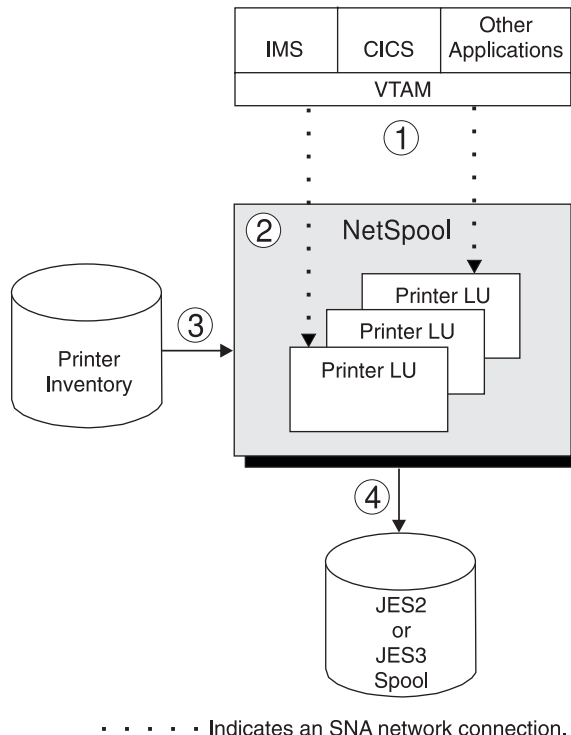 IMS
CICS
Other
Applications
VTAM
1
2
NetSpool
Printer LU
Printer LU
Printer LU
3
Printer
Inventory
4
JES2
or
JES3
Spool
Indicates an SNA network connection.